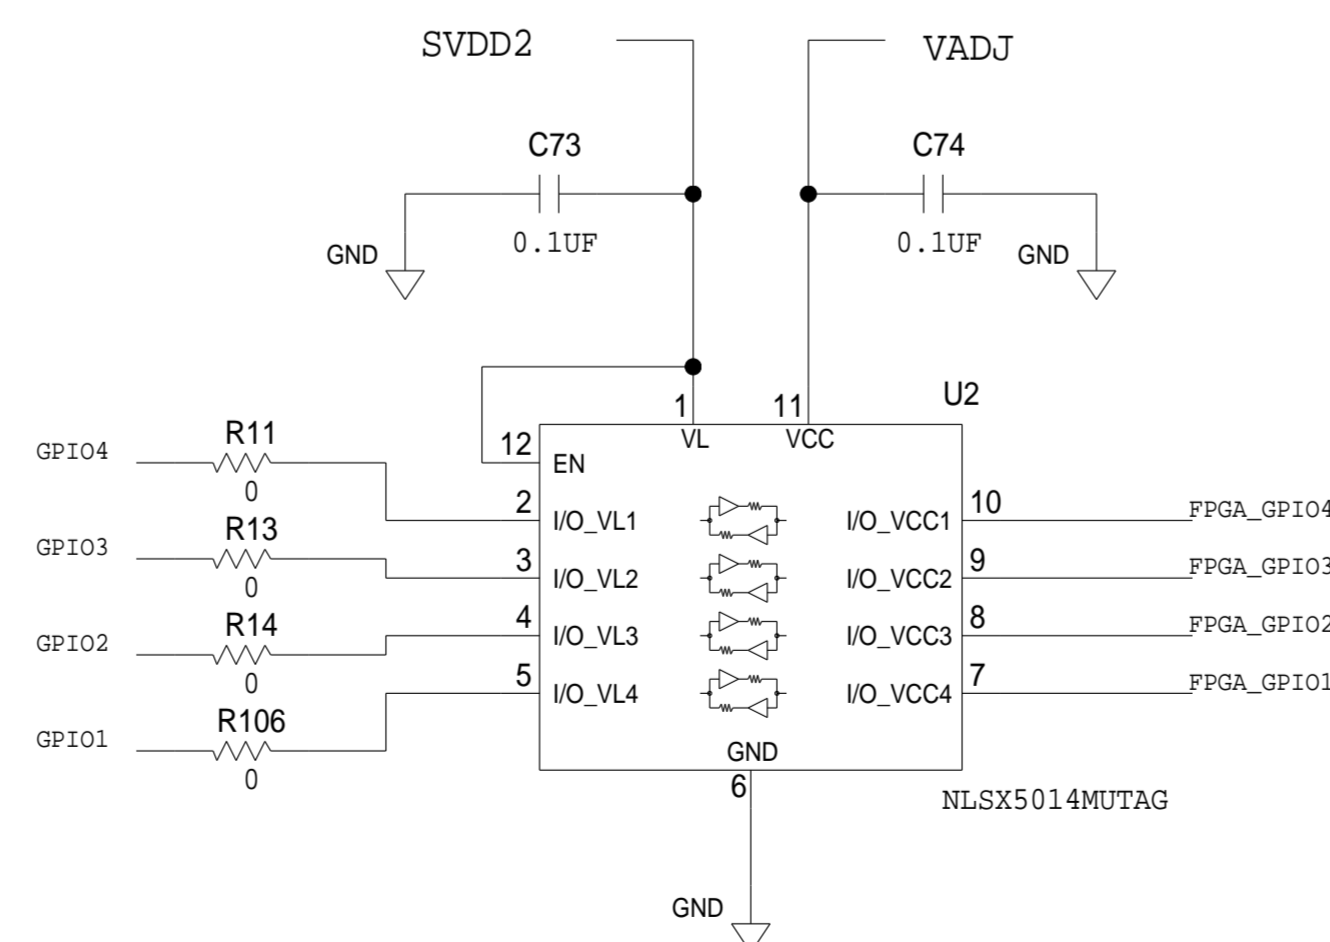 SVDD2
VADJ
C73
C74
0.1UF
0.1UF
GND
GND
U2
1
11
VL
VCC
12
EN
GPIO4
R11
0
2
I/O_VL1
I/O_VCC1
10
FPGA_GPIO4
GPIO3
R13
0
3
I/O_VL2
I/O_VCC2
9
FPGA_GPIO3
GPIO2
R14
0
4
I/O_VL3
I/O_VCC3
8
FPGA_GPIO2
GPIO1
R106
0
5
I/O_VL4
I/O_VCC4
7
FPGA_GPIO1
GND
6
NLSX5014MUTAG
GND